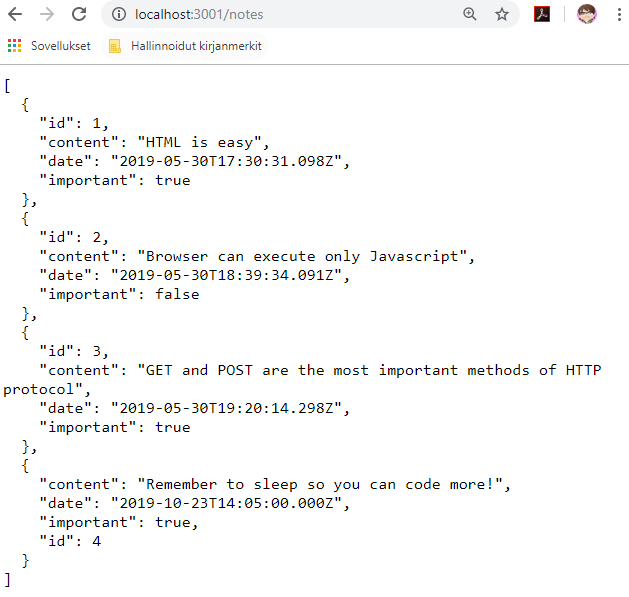 localhost:3001/notes
Sovellukset Hallinnoidut kirjanmerkit
[
  {
    "id": 1,
    "content": "HTML is easy",
    "date": "2019-05-30T17:30:31.098Z",
    "important": true
  },
  {
    "id": 2,
    "content": "Browser can execute only Javascript",
    "date": "2019-05-30T18:39:34.091Z",
    "important": false
  },
  {
    "id": 3,
    "content": "GET and POST are the most important methods of HTTP
protocol",
    "date": "2019-05-30T19:20:14.298Z",
    "important": true
  },
  {
    "content": "Remember to sleep so you can code more!",
    "date": "2019-10-23T14:05:00.000Z",
    "important": true,
    "id": 4
  }
]